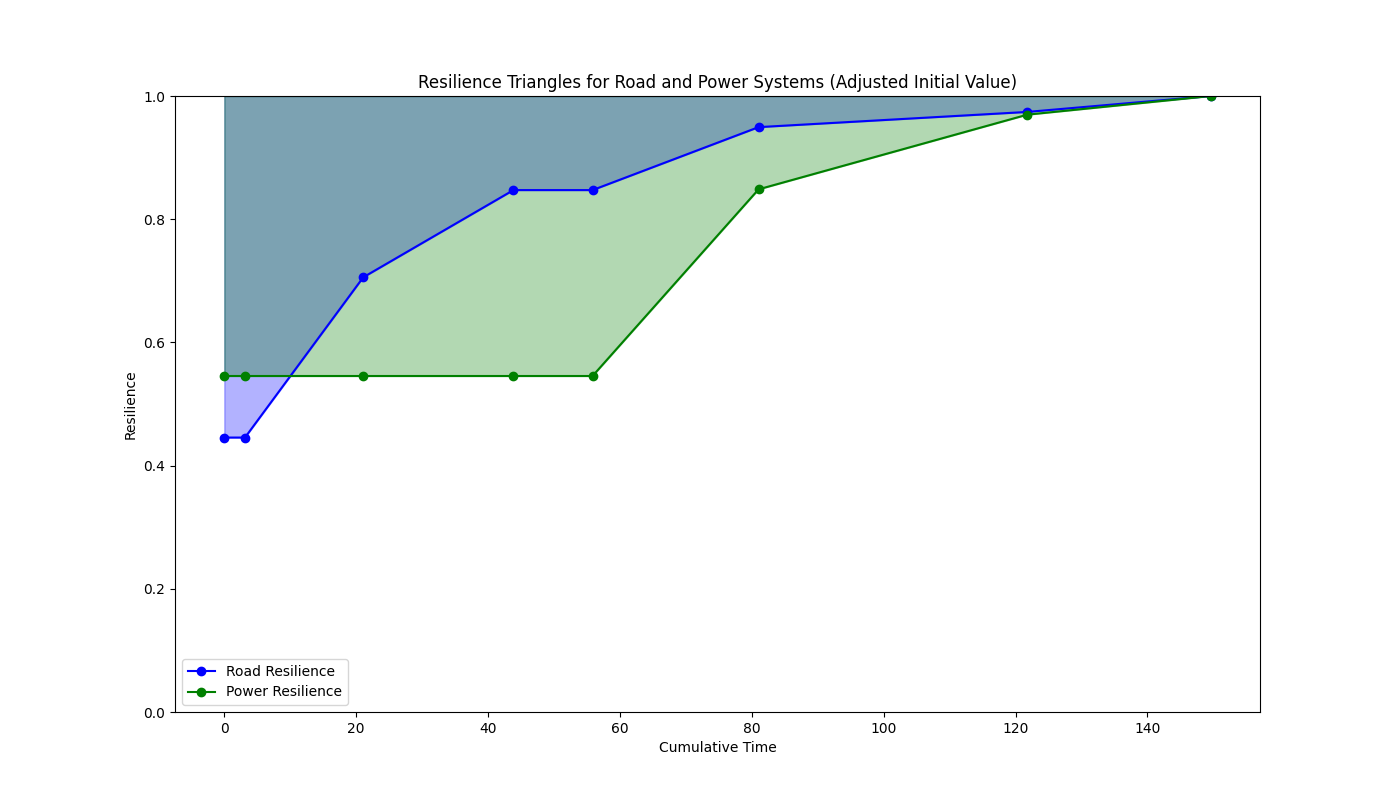 Resilience Triangles for Road and Power Systems (Adjusted Initial Value)
1.0
0.8
0.6
0.4
0.2
0.0
Resilience
Road Resilience
Power Resilience
0 20 40 60 80 100 120 140
Cumulative Time